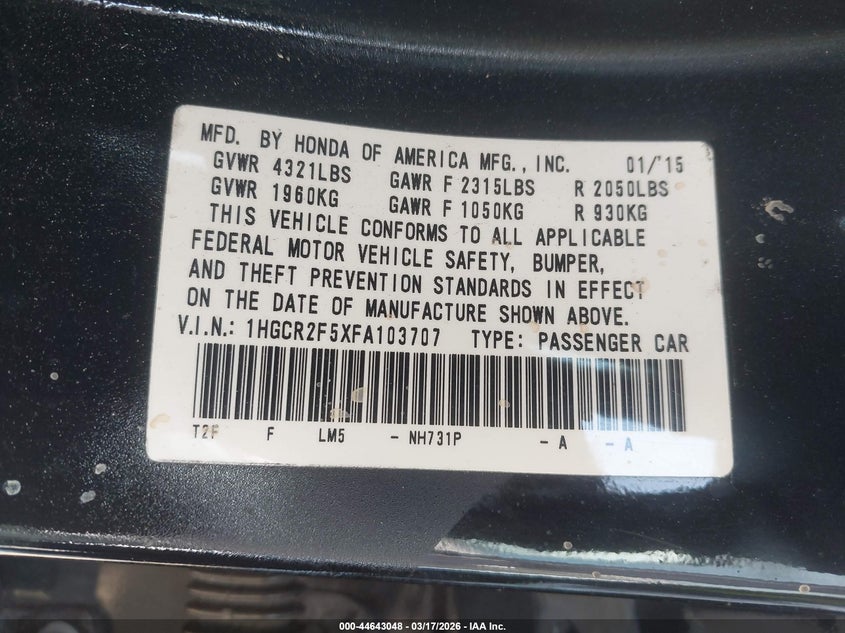 MFD. BY HONDA OF AMERICA MFG., INC. 01/'15
GVWR 4321LBS GAWR F 2315LBS R 2050LBS
GVWR 1960KG GAWR F 1050KG R 930KG
THIS VEHICLE CONFORMS TO ALL APPLICABLE
FEDERAL MOTOR VEHICLE SAFETY, BUMPER,
AND THEFT PREVENTION STANDARDS IN EFFECT
ON THE DATE OF MANUFACTURE SHOWN ABOVE.
V.I.N.: 1HGCR2F5XFA103707 TYPE: PASSENGER CAR
T2F F LM5 - NH731P - A - A
000-44643048 - 03/17/2026 - IAA Inc.